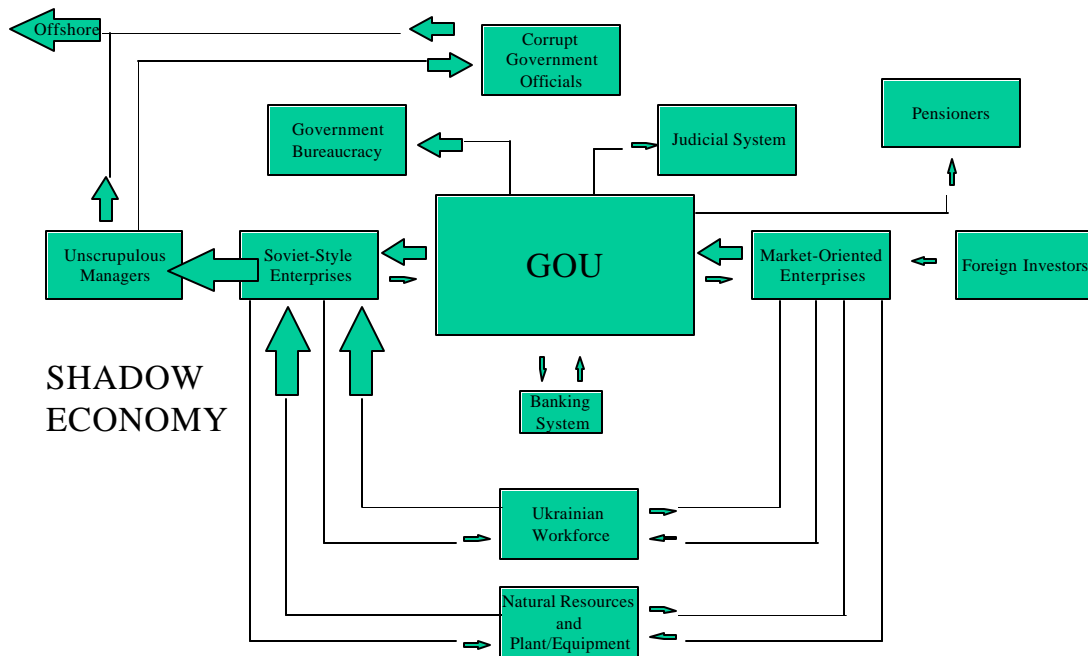 Offshore
Corrupt
Government
Officials
Pensioners
Government
Bureaucracy
Judicial System
Unscrupulous
Managers
Soviet-Style
Enterprises
GOU
Market-Oriented
Enterprises
Foreign Investors
SHADOW
ECONOMY
Banking
System
Ukrainian
Workforce
Natural Resources
and
Plant/Equipment